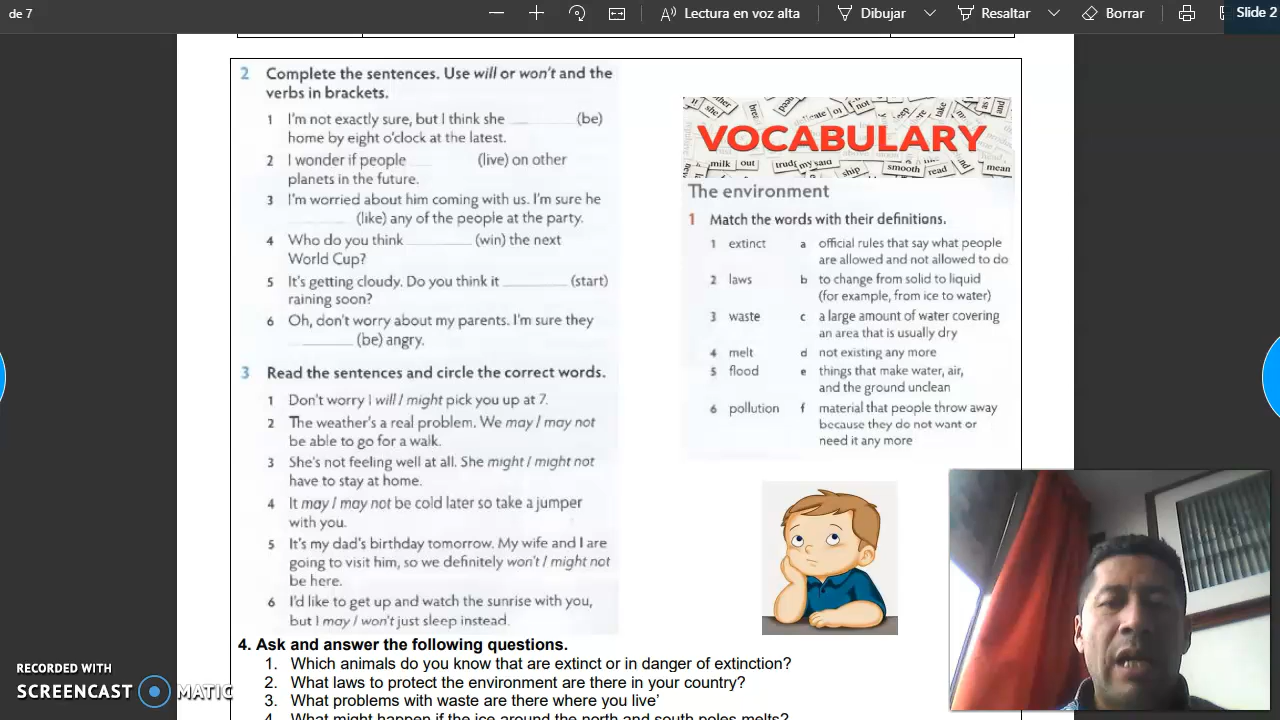 de 7
Lectura en voz alta
Dibujar
Resaltar
Borrar
Slide 2
2 Complete the sentences. Use will or won't and the
verbs in brackets.
1 I'm not exactly sure, but I think she ________ (be)
home by eight o'clock at the latest.
2 I wonder if people ________ (live) on other
planets in the future.
3 I'm worried about him coming with us. I'm sure he
________ (like) any of the people at the party.
4 Who do you think ________ (win) the next
World Cup?
5 It's getting cloudy. Do you think it ________ (start)
raining soon?
6 Oh, don't worry about my parents. I'm sure they
________ (be) angry.
3 Read the sentences and circle the correct words.
1 Don't worry I will / might pick you up at 7.
2 The weather's a real problem. We may / may not
be able to go for a walk.
3 She's not feeling well at all. She might / might not
have to stay at home.
4 It may / may not be cold later so take a jumper
with you.
5 It's my dad's birthday tomorrow. My wife and I are
going to visit him, so we definitely won't / might not
be here.
6 I'd like to get up and watch the sunrise with you,
but I may / won't just sleep instead.
VOCABULARY
milk out my said ship smooth read mean
The environment
1 Match the words with their definitions.
1 extinct a official rules that say what people
are allowed and not allowed to do
2 laws b to change from solid to liquid
(for example, from ice to water)
3 waste c a large amount of water covering
an area that is usually dry
4 melt d not existing any more
5 flood e things that make water, air,
and the ground unclean
6 pollution f material that people throw away
because they do not want or
need it any more
4. Ask and answer the following questions.
1. Which animals do you know that are extinct or in danger of extinction?
2. What laws to protect the environment are there in your country?
3. What problems with waste are there where you live'
4. What might happen if the ice around the north and south poles melts?
RECORDED WITH
SCREENCAST MATIC